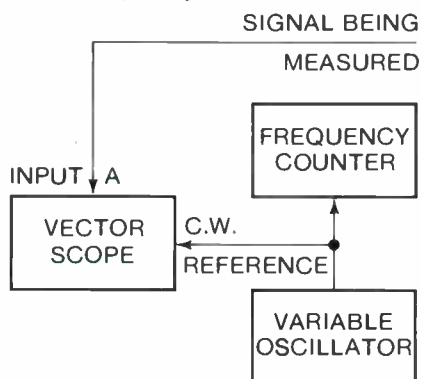 SIGNAL BEING
MEASURED
FREQUENCY
COUNTER
INPUT A
VECTOR
SCOPE
C.W.
REFERENCE
VARIABLE
OSCILLATOR